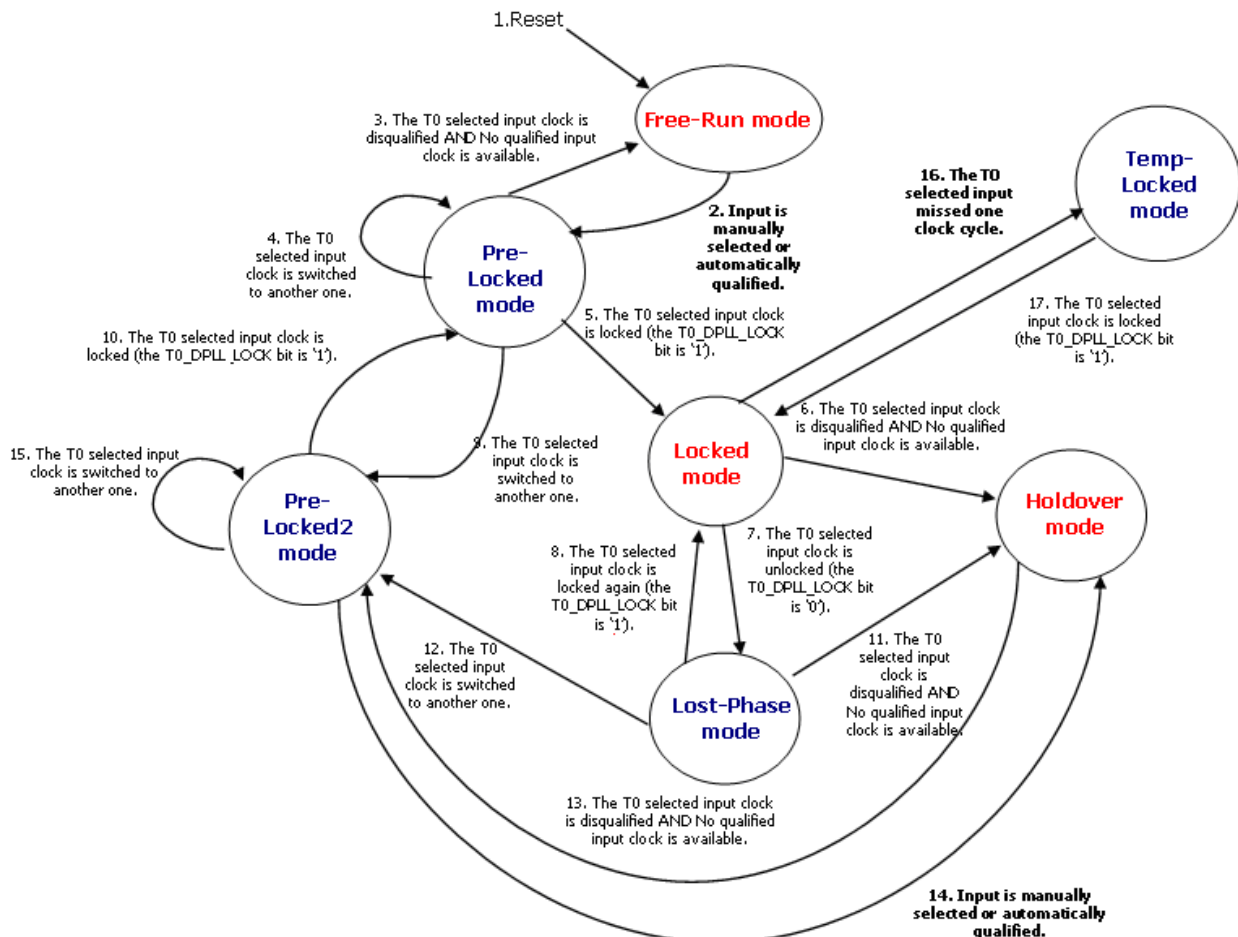 1.Reset
Free-Run mode
3. The T0 selected input clock is
disqualified AND No qualified input
clock is available.
Temp-
Locked
mode
16. The T0
selected input
missed one
clock cycle.
2. Input is
manually
selected or
automatically
qualified.
4. The T0
selected input
clock is switched
to another one.
Pre-
Locked
mode
17. The T0 selected
input clock is locked
(the T0_DPLL_LOCK bit
is '1').
5. The T0 selected input clock
is locked (the T0_DPLL_LOCK
bit is '1').
10. The T0 selected input clock is
locked (the T0_DPLL_LOCK bit is '1').
6. The T0 selected input clock
is disqualified AND No qualified
input clock is available.
Locked
mode
9. The T0 selected
input clock is
switched to
another one.
15. The T0 selected input
clock is switched to
another one.
Pre-
Locked2
mode
Holdover
mode
8. The T0 selected
input clock is
locked again (the
T0_DPLL_LOCK bit
is '1').
7. The T0 selected
input clock is
unlocked (the
T0_DPLL_LOCK bit
is '0').
12. The T0
selected input
clock is switched
to another one.
11. The T0
selected input
clock is
disqualified AND
No qualified input
clock is available.
Lost-Phase
mode
13. The T0 selected input clock
is disqualified AND No qualified
input clock is available.
14. Input is manually
selected or automatically
qualified.